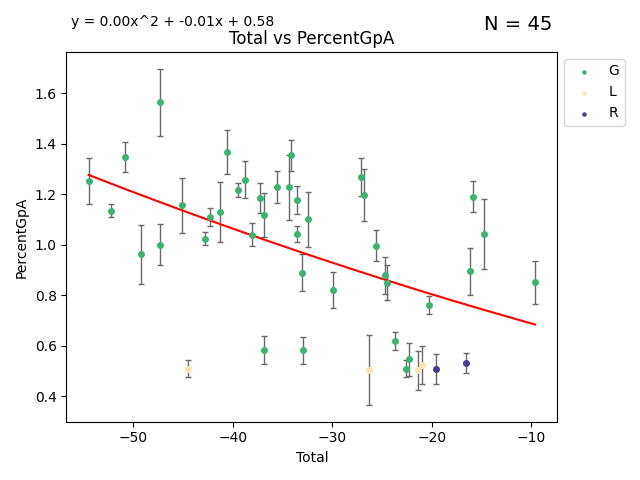 y = 0.00x^2 + -0.01x + 0.58
N = 45
Total vs PercentGpA
G
L
R
PercentGpA
1.6
1.4
1.2
1.0
0.8
0.6
0.4
−50
−40
−30
−20
−10
Total